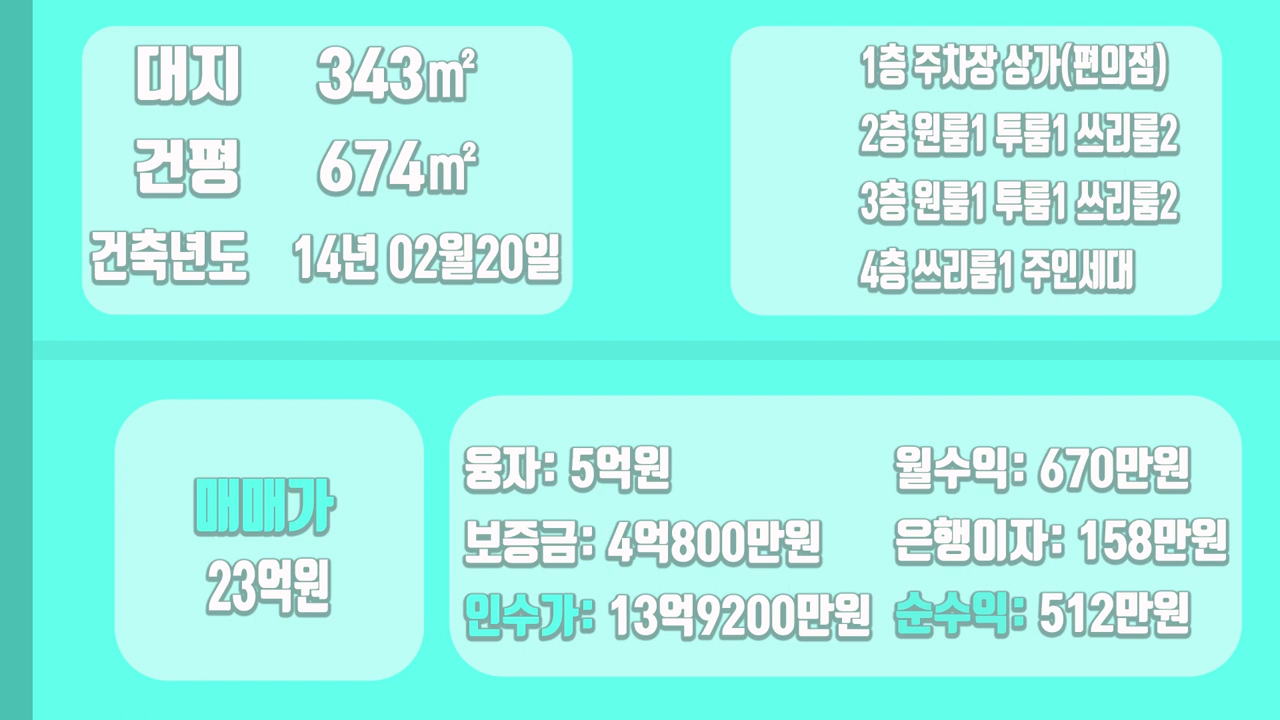 대지 343㎡
건평 674㎡
건축년도 14년 02월20일
1층 주차장 상가(편의점)
2층 원룸1 투룸1 쓰리룸2
3층 원룸1 투룸1 쓰리룸2
4층 쓰리룸1 주인세대
매매가
23억원
융자: 5억원
보증금: 4억800만원
인수가: 13억9200만원
월수익: 670만원
은행이자: 158만원
순수익: 512만원